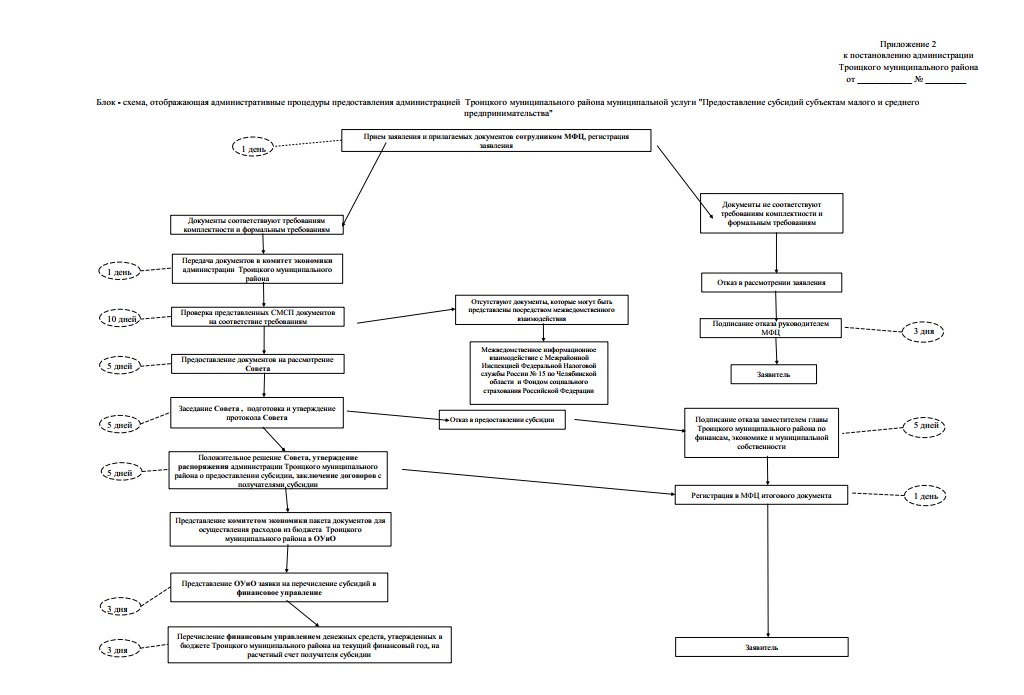 Приложение 2
к постановлению администрации
Троицкого муниципального района
от ____________ № _________
Блок - схема, отображающая административные процедуры предоставления администрацией Троицкого муниципального района муниципальной услуги "Предоставление субсидий субъектам малого и среднего
предпринимательства"
1 день
Прием заявления и прилагаемых документов сотрудником МФЦ, регистрация
заявления
Документы соответствуют требованиям
комплектности и формальным требованиям
Документы не соответствуют
требованиям комплектности и
формальным требованиям
1 день
Передача документов в комитет экономики
администрации Троицкого муниципального
района
Отказ в рассмотрении заявления
10 дней
Проверка представленных СМСП документов
на соответствие требованиям
Отсутствуют документы, которые могут быть
представлены посредством межведомственного
взаимодействия
Подписание отказа руководителем
МФЦ
3 дня
5 дней
Предоставление документов на рассмотрение
Совета
Межведомственное информационное
взаимодействие с Межрайонной
Инспекцией Федеральной Налоговой
службы России № 15 по Челябинской
области и Фондом социального
страхования Российской Федерации
Заявитель
5 дней
Заседание Совета , подготовка и утверждение
протокола Совета
Отказ в предоставлении субсидии
Подписание отказа заместителем главы
Троицкого муниципального района по
финансам, экономике и муниципальной
собственности
5 дней
5 дней
Положительное решение Совета, утверждение
распоряжения администрации Троицкого муниципального
района о предоставлении субсидии, заключение договоров с
получателями субсидии
Регистрация в МФЦ итогового документа
1 день
Представление комитетом экономики пакета документов для
осуществления расходов из бюджета Троицкого
муниципального района в ОУиО
3 дня
Представление ОУиО заявки на перечисление субсидий в
финансовое управление
3 дня
Перечисление финансовым управлением денежных средств, утвержденных в
бюджете Троицкого муниципального района на текущий финансовый год, на
расчетный счет получателя субсидии
Заявитель